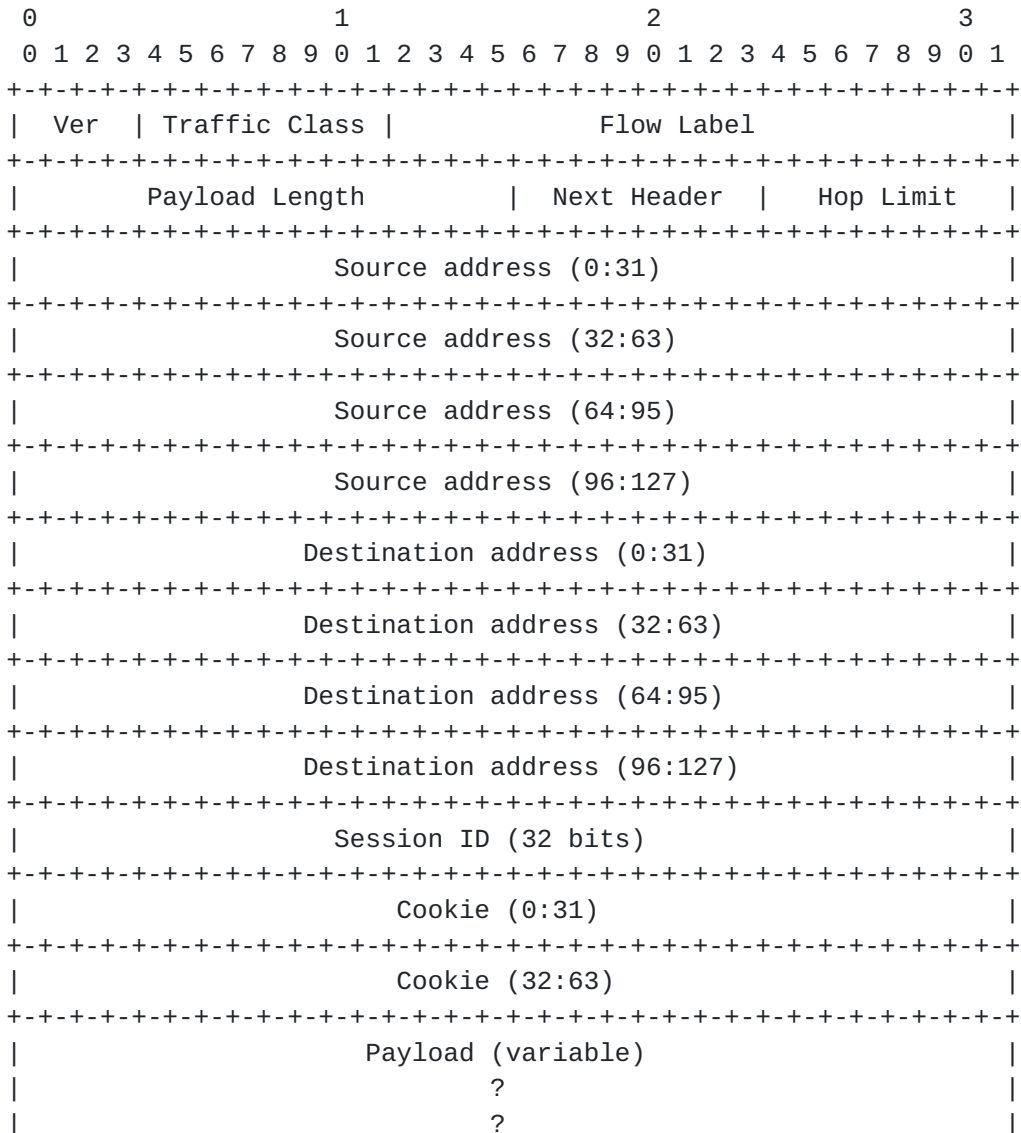 0                   1                   2                   3
 0 1 2 3 4 5 6 7 8 9 0 1 2 3 4 5 6 7 8 9 0 1 2 3 4 5 6 7 8 9 0 1
+-+-+-+-+-+-+-+-+-+-+-+-+-+-+-+-+-+-+-+-+-+-+-+-+-+-+-+-+-+-+-+-+
|  Ver  | Traffic Class |             Flow Label                |
+-+-+-+-+-+-+-+-+-+-+-+-+-+-+-+-+-+-+-+-+-+-+-+-+-+-+-+-+-+-+-+-+
|        Payload Length         |  Next Header  |   Hop Limit   |
+-+-+-+-+-+-+-+-+-+-+-+-+-+-+-+-+-+-+-+-+-+-+-+-+-+-+-+-+-+-+-+-+
|                    Source address (0:31)                      |
+-+-+-+-+-+-+-+-+-+-+-+-+-+-+-+-+-+-+-+-+-+-+-+-+-+-+-+-+-+-+-+-+
|                    Source address (32:63)                     |
+-+-+-+-+-+-+-+-+-+-+-+-+-+-+-+-+-+-+-+-+-+-+-+-+-+-+-+-+-+-+-+-+
|                    Source address (64:95)                     |
+-+-+-+-+-+-+-+-+-+-+-+-+-+-+-+-+-+-+-+-+-+-+-+-+-+-+-+-+-+-+-+-+
|                    Source address (96:127)                    |
+-+-+-+-+-+-+-+-+-+-+-+-+-+-+-+-+-+-+-+-+-+-+-+-+-+-+-+-+-+-+-+-+
|                  Destination address (0:31)                   |
+-+-+-+-+-+-+-+-+-+-+-+-+-+-+-+-+-+-+-+-+-+-+-+-+-+-+-+-+-+-+-+-+
|                  Destination address (32:63)                  |
+-+-+-+-+-+-+-+-+-+-+-+-+-+-+-+-+-+-+-+-+-+-+-+-+-+-+-+-+-+-+-+-+
|                  Destination address (64:95)                  |
+-+-+-+-+-+-+-+-+-+-+-+-+-+-+-+-+-+-+-+-+-+-+-+-+-+-+-+-+-+-+-+-+
|                  Destination address (96:127)                 |
+-+-+-+-+-+-+-+-+-+-+-+-+-+-+-+-+-+-+-+-+-+-+-+-+-+-+-+-+-+-+-+-+
|                    Session ID (32 bits)                       |
+-+-+-+-+-+-+-+-+-+-+-+-+-+-+-+-+-+-+-+-+-+-+-+-+-+-+-+-+-+-+-+-+
|                        Cookie (0:31)                          |
+-+-+-+-+-+-+-+-+-+-+-+-+-+-+-+-+-+-+-+-+-+-+-+-+-+-+-+-+-+-+-+-+
|                        Cookie (32:63)                         |
+-+-+-+-+-+-+-+-+-+-+-+-+-+-+-+-+-+-+-+-+-+-+-+-+-+-+-+-+-+-+-+-+
|                      Payload (variable)                       |
|                              ?                                |
|                              ?                                |